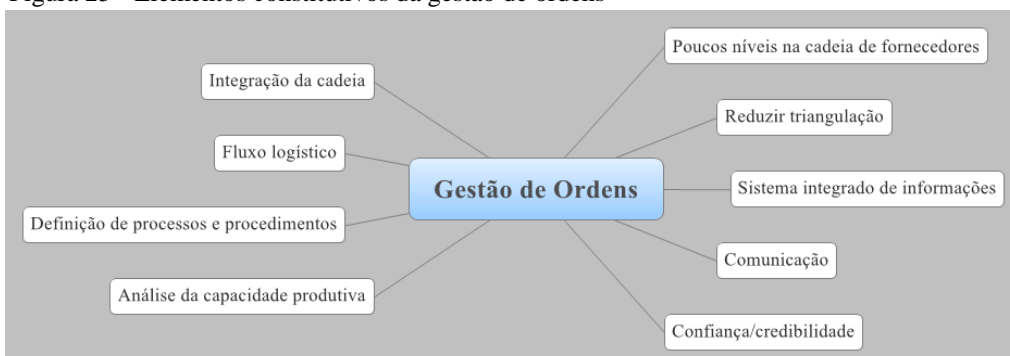 Figura 25 - Elementos constitutivos da gestão de ordens
Integração da cadeia
Fluxo logístico
Definição de processos e procedimentos
Análise da capacidade produtiva
Gestão de Ordens
Poucos níveis na cadeia de fornecedores
Reduzir triangulação
Sistema integrado de informações
Comunicação
Confiança/credibilidade